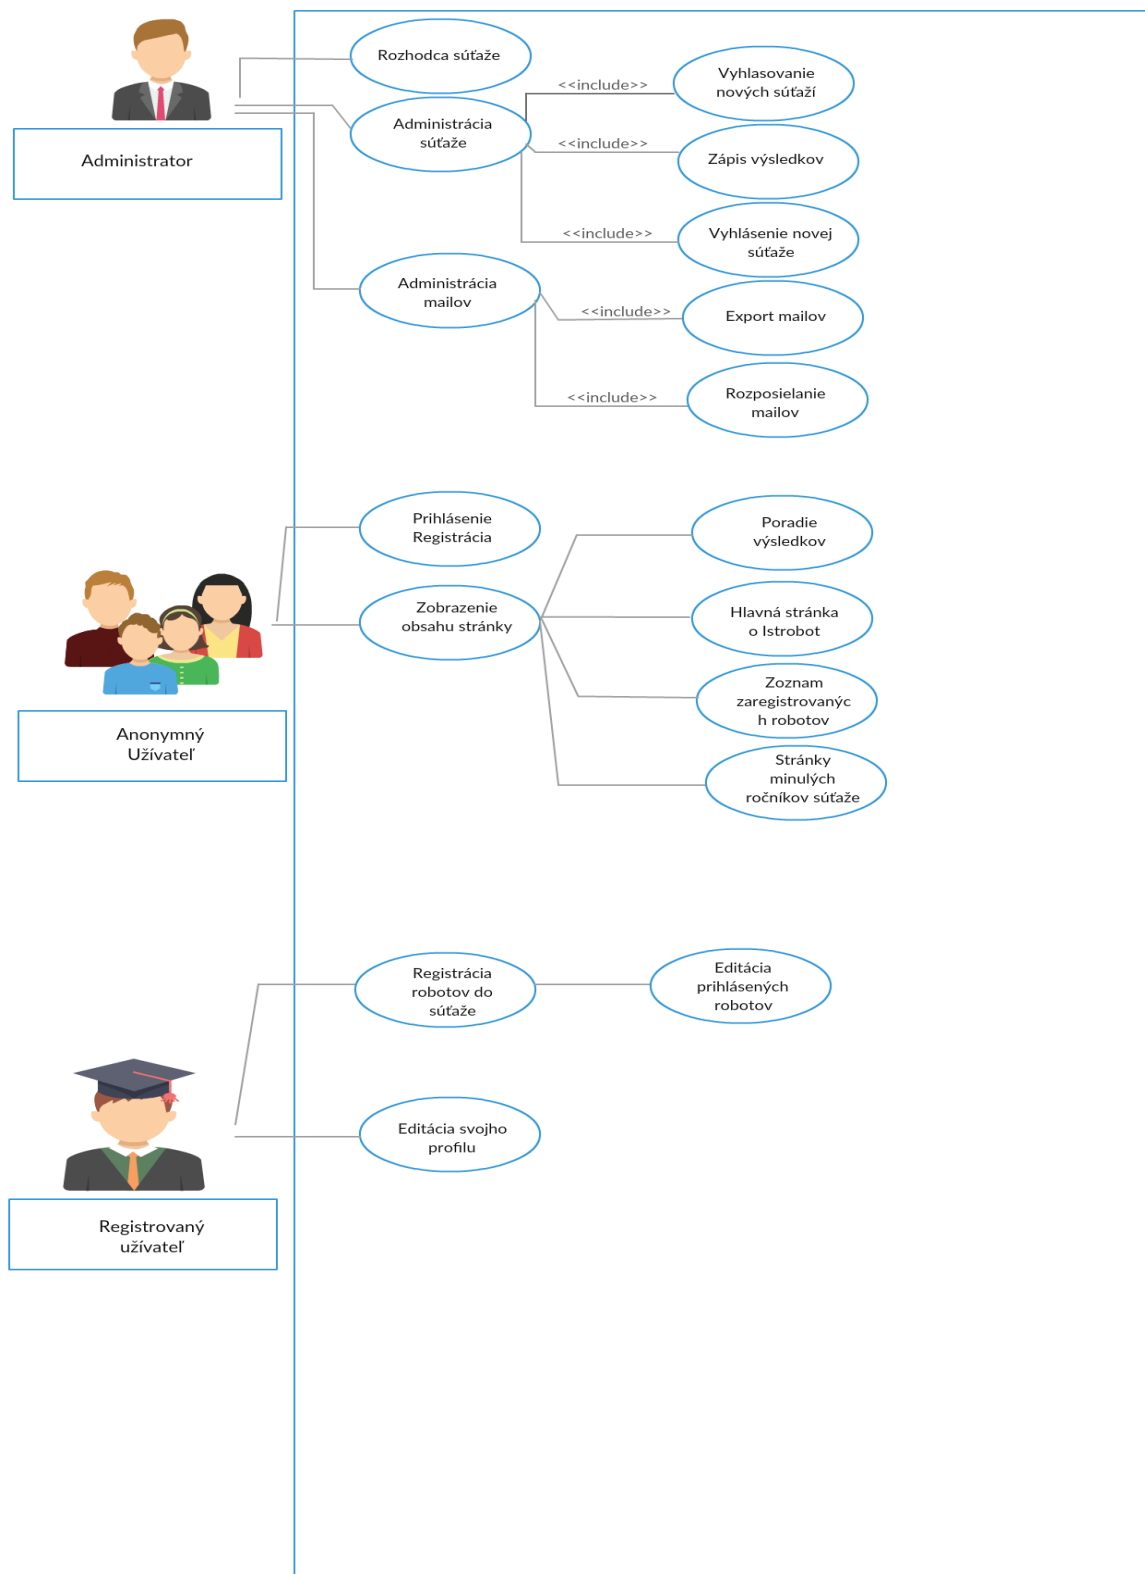 Rozhodca súťaže
Administrator
Administrácia
súťaže
<<include>>
Vyhlasovanie
nových súťaží
<<include>>
Zápis výsledkov
<<include>>
Vyhlásenie novej
súťaže
Administrácia
mailov
<<include>>
Export mailov
<<include>>
Rozposielanie
mailov
Prihlásenie
Registrácia
Zobrazenie
obsahu stránky
Poradie
výsledkov
Hlavná stránka
o Istrobot
Zoznam
zaregistrovanýc
h robotov
Stránky
minulých
ročníkov súťaže
Anonymný
Užívateľ
Registrácia
robotov do
súťaže
Editácia
prihlásených
robotov
Editácia svojho
profilu
Registrovaný
užívateľ